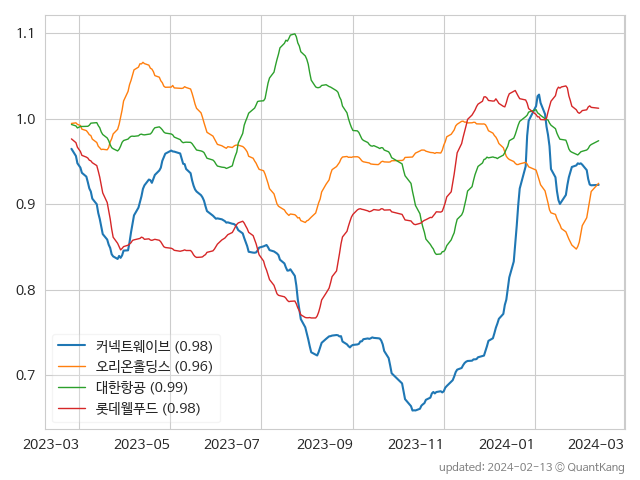 1.1
1.0
0.9
0.8
0.7
커넥트웨이브 (0.98)
오리온홀딩스 (0.96)
대한항공 (0.99)
롯데웰푸드 (0.98)
2023-03 2023-05 2023-07 2023-09 2023-11 2024-01 2024-03
updated: 2024-02-13 © QuantKang